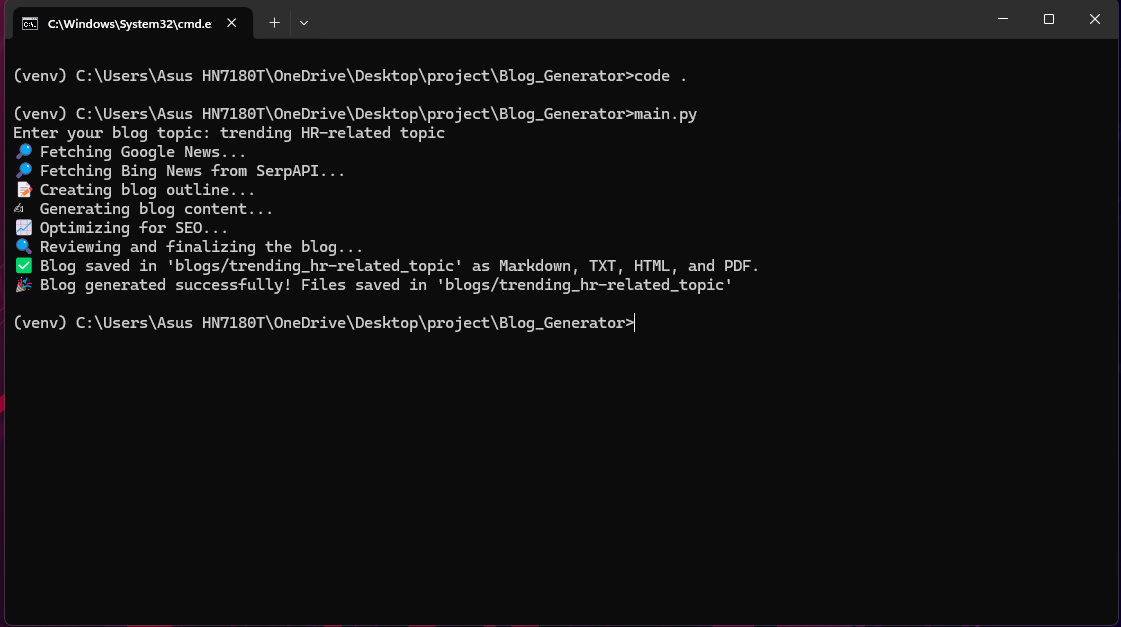 C:\Windows\System32\cmd.e
(venv) C:\Users\Asus HN7180T\OneDrive\Desktop\project\Blog_Generator>code .
(venv) C:\Users\Asus HN7180T\OneDrive\Desktop\project\Blog_Generator>main.py
Enter your blog topic: trending HR-related topic
🔎 Fetching Google News...
🔎 Fetching Bing News from SerpAPI...
📝 Creating blog outline...
✍ Generating blog content...
📈 Optimizing for SEO...
🔍 Reviewing and finalizing the blog...
✅ Blog saved in 'blogs/trending_hr-related_topic' as Markdown, TXT, HTML, and PDF.
🎉 Blog generated successfully! Files saved in 'blogs/trending_hr-related_topic'
(venv) C:\Users\Asus HN7180T\OneDrive\Desktop\project\Blog_Generator>